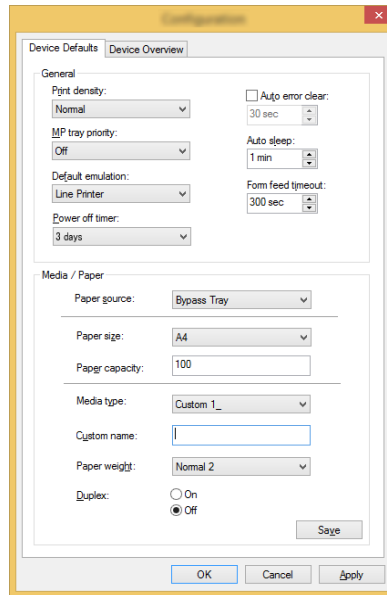 Configuration
Device Defaults Device Overview
General
Print density:
Normal
MP tray priority:
Off
Default emulation:
Line Printer
Power off timer:
3 days
Auto error clear:
30 sec
Auto sleep:
1 min
Form feed timeout:
300 sec
Media / Paper
Paper source: Bypass Tray
Paper size: A4
Paper capacity: 100
Media type: Custom 1_
Custom name:
Paper weight: Normal 2
Duplex: On
Off
Save
OK Cancel Apply